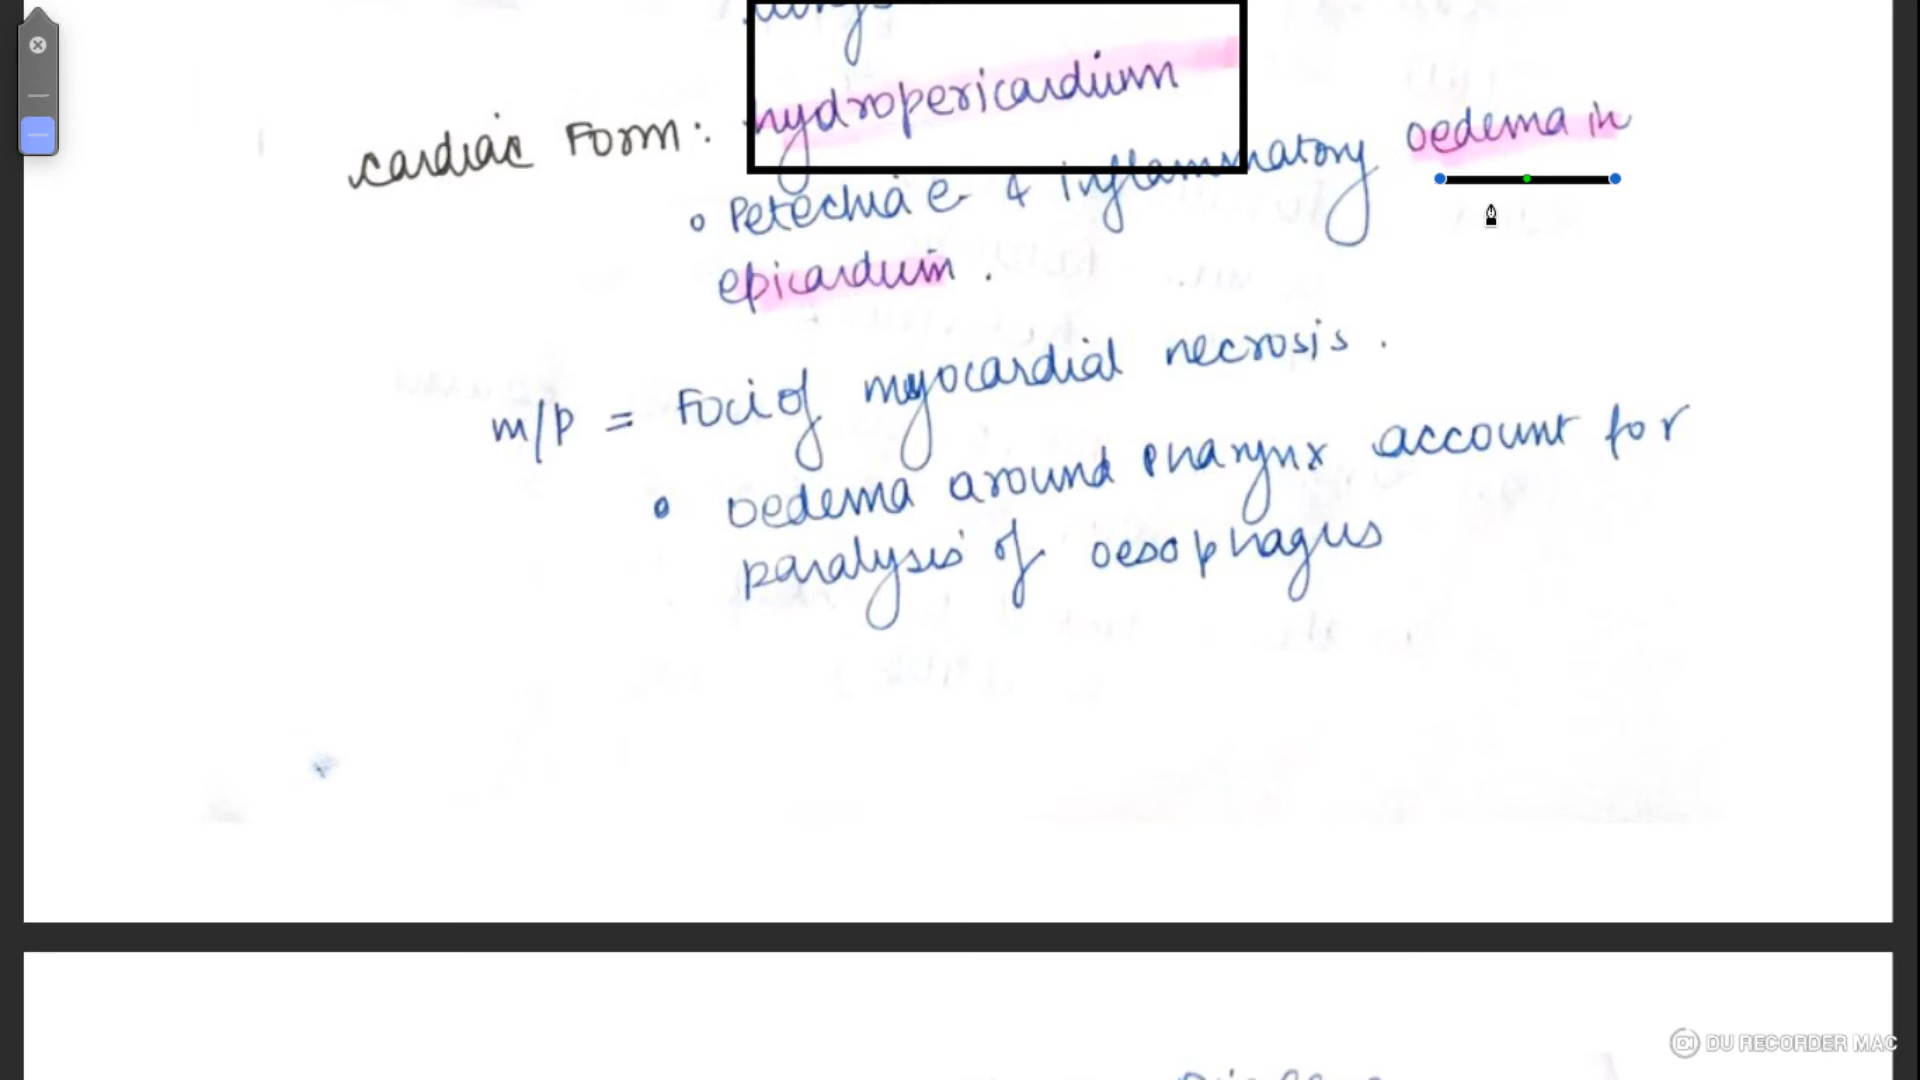 lungs
cardiac Form: hydropericardium
• Petechiae & inflammatory oedema in
epicardium.
m/p = Foci of myocardial necrosis.
• oedema around pharynx account for
paralysis of oesophagus
DU RECORDER MAC